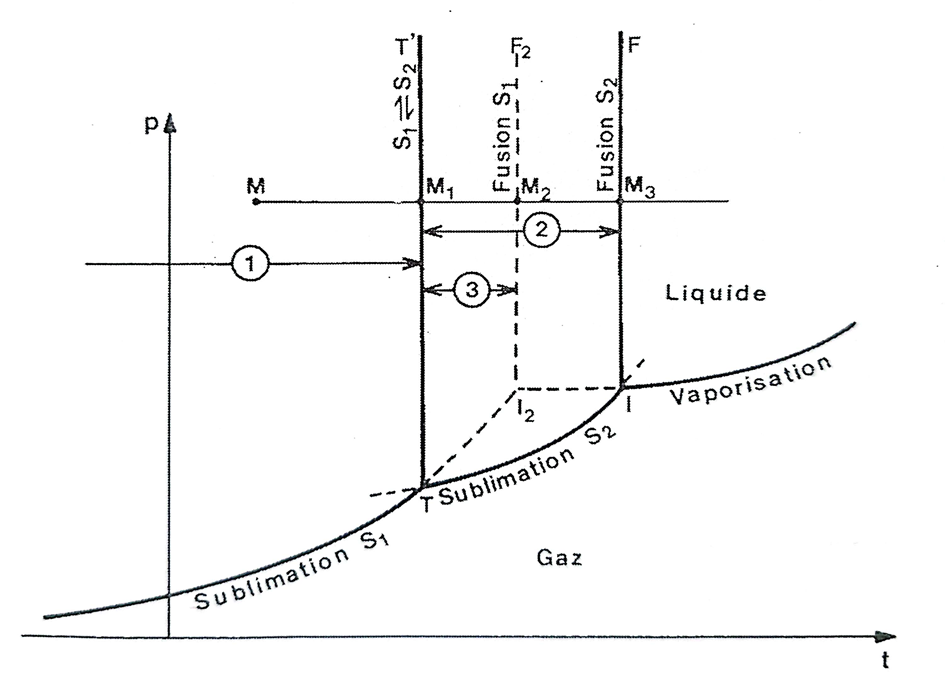 T'
F₂
F
S₁ ⇌ S₂
Fusion S₁
Fusion S₂
p
M
M₁
M₂
M₃
2
1
3
Liquide
I₂
I
Vaporisation
T
Sublimation S₂
Sublimation S₁
Gaz
t